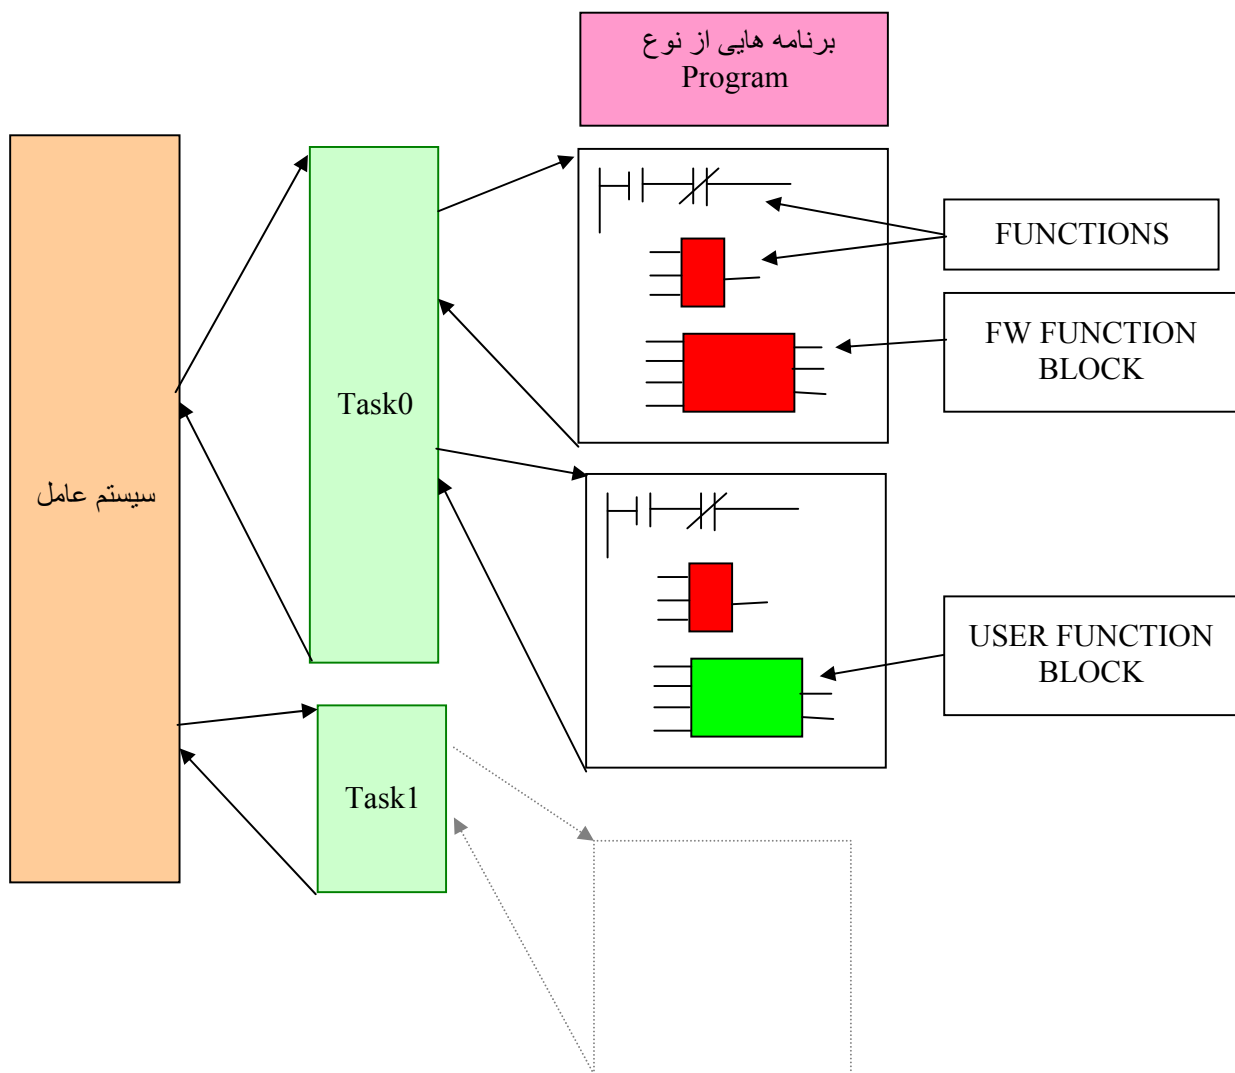 برنامه هایی از نوع
Program
FUNCTIONS
FW FUNCTION
BLOCK
Task0
سیستم عامل
USER FUNCTION
BLOCK
Task1